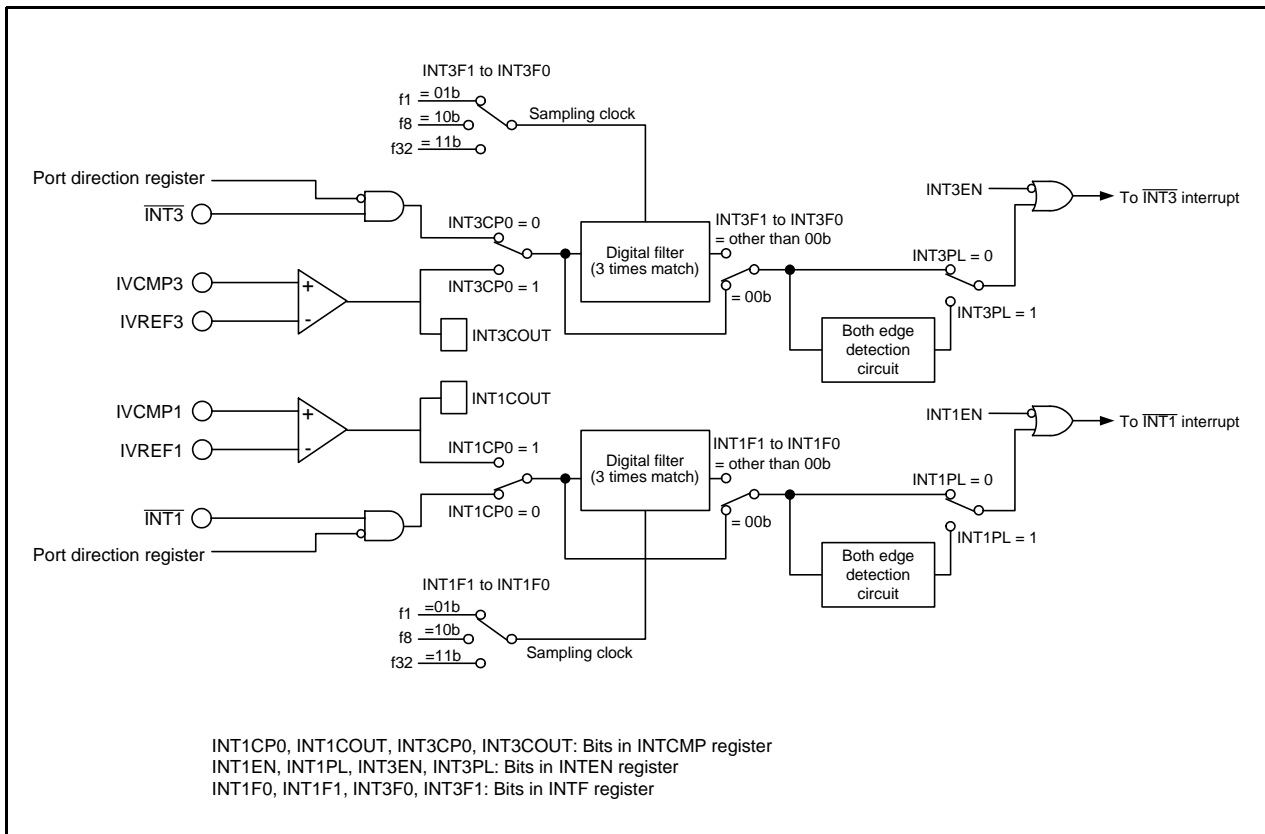 INT3F1 to INT3F0
f1 = 01b
f8 = 10b
f32 = 11b
Sampling clock
Port direction register
INT3
INT3CP0 = 0
IVCMP3
+
IVREF3
-
INT3CP0 = 1
INT3COUT
Digital filter
(3 times match)
INT3F1 to INT3F0
= other than 00b
= 00b
INT3EN
To INT3 interrupt
INT3PL = 0
INT3PL = 1
Both edge
detection
circuit
IVCMP1
+
IVREF1
-
INT1COUT
INT1CP0 = 1
INT1
INT1CP0 = 0
Port direction register
Digital filter
(3 times match)
INT1F1 to INT1F0
= other than 00b
= 00b
INT1EN
To INT1 interrupt
INT1PL = 0
INT1PL = 1
Both edge
detection
circuit
INT1F1 to INT1F0
f1 =01b
f8 =10b
f32 =11b
Sampling clock
INT1CP0, INT1COUT, INT3CP0, INT3COUT: Bits in INTCMP register
INT1EN, INT1PL, INT3EN, INT3PL: Bits in INTEN register
INT1F0, INT1F1, INT3F0, INT3F1: Bits in INTF register